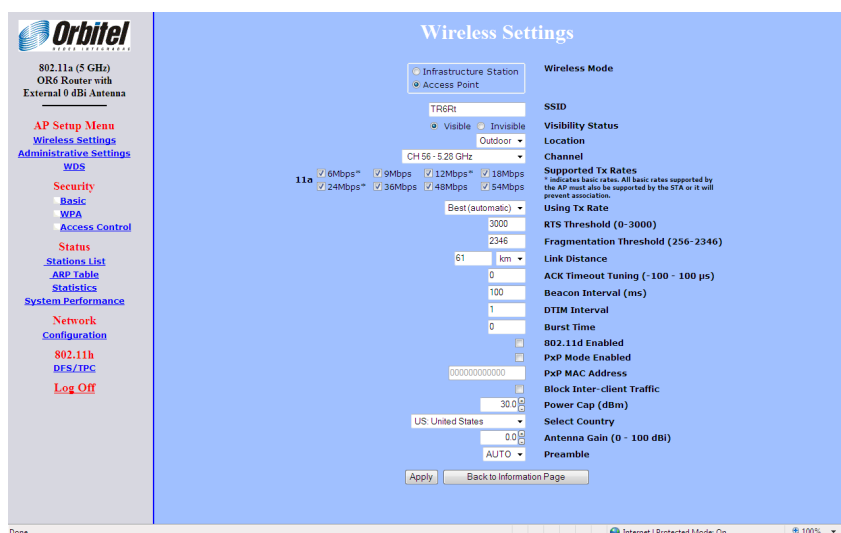 Orbitel
REDES INTEGRADAS
802.11a (5 GHz)
OR6 Router with
External 0 dBi Antenna
AP Setup Menu
Wireless Settings
Administrative Settings
WDS
Security
Basic
WPA
Access Control
Status
Stations List
ARP Table
Statistics
System Performance
Network
Configuration
802.11h
DFS/TPC
Log Off
Wireless Settings
Infrastructure Station
Access Point
Wireless Mode
TR6Rt SSID
Visible Invisible Visibility Status
Outdoor Location
CH 56 - 5.28 GHz Channel
11a 6Mbps* 9Mbps 12Mbps* 18Mbps
24Mbps* 36Mbps 48Mbps 54Mbps
Supported Tx Rates
* indicates basic rates. All basic rates supported by
the AP must also be supported by the STA or it will
prevent association.
Best (automatic) Using Tx Rate
3000 RTS Threshold (0-3000)
2346 Fragmentation Threshold (256-2346)
61 km Link Distance
0 ACK Timeout Tuning (-100 - 100 µs)
100 Beacon Interval (ms)
1 DTIM Interval
0 Burst Time
802.11d Enabled
PxP Mode Enabled
000000000000 PxP MAC Address
Block Inter-client Traffic
30.0 Power Cap (dBm)
US: United States Select Country
0.0 Antenna Gain (0 - 100 dBi)
AUTO Preamble
Apply Back to Information Page
Done Internet | Protected Mode: On 100%